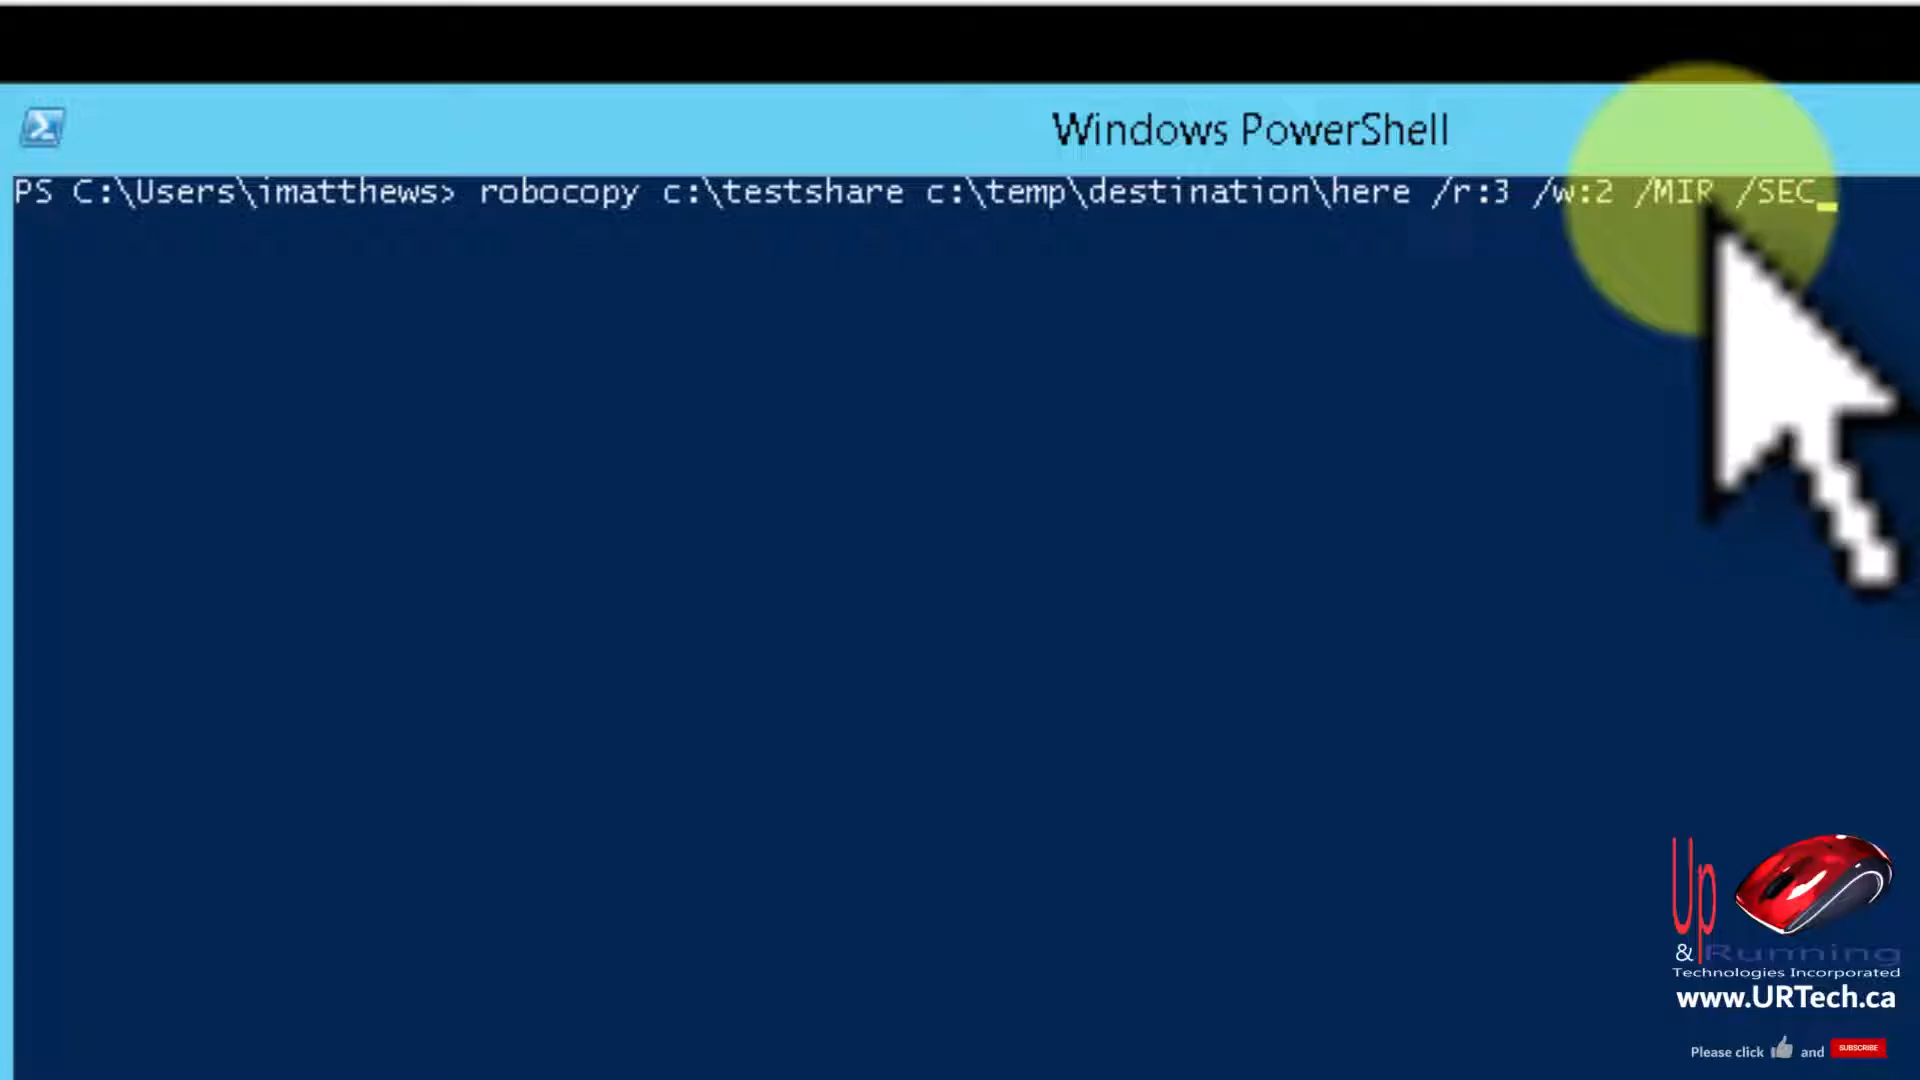 Windows PowerShell
PS C:\Users\imatthews> robocopy c:\testshare c:\temp\destination\here /r:3 /w:2 /MIR /SEC
Up
& Running
Technologies Incorporated
www.URTech.ca
Please click and SUBSCRIBE